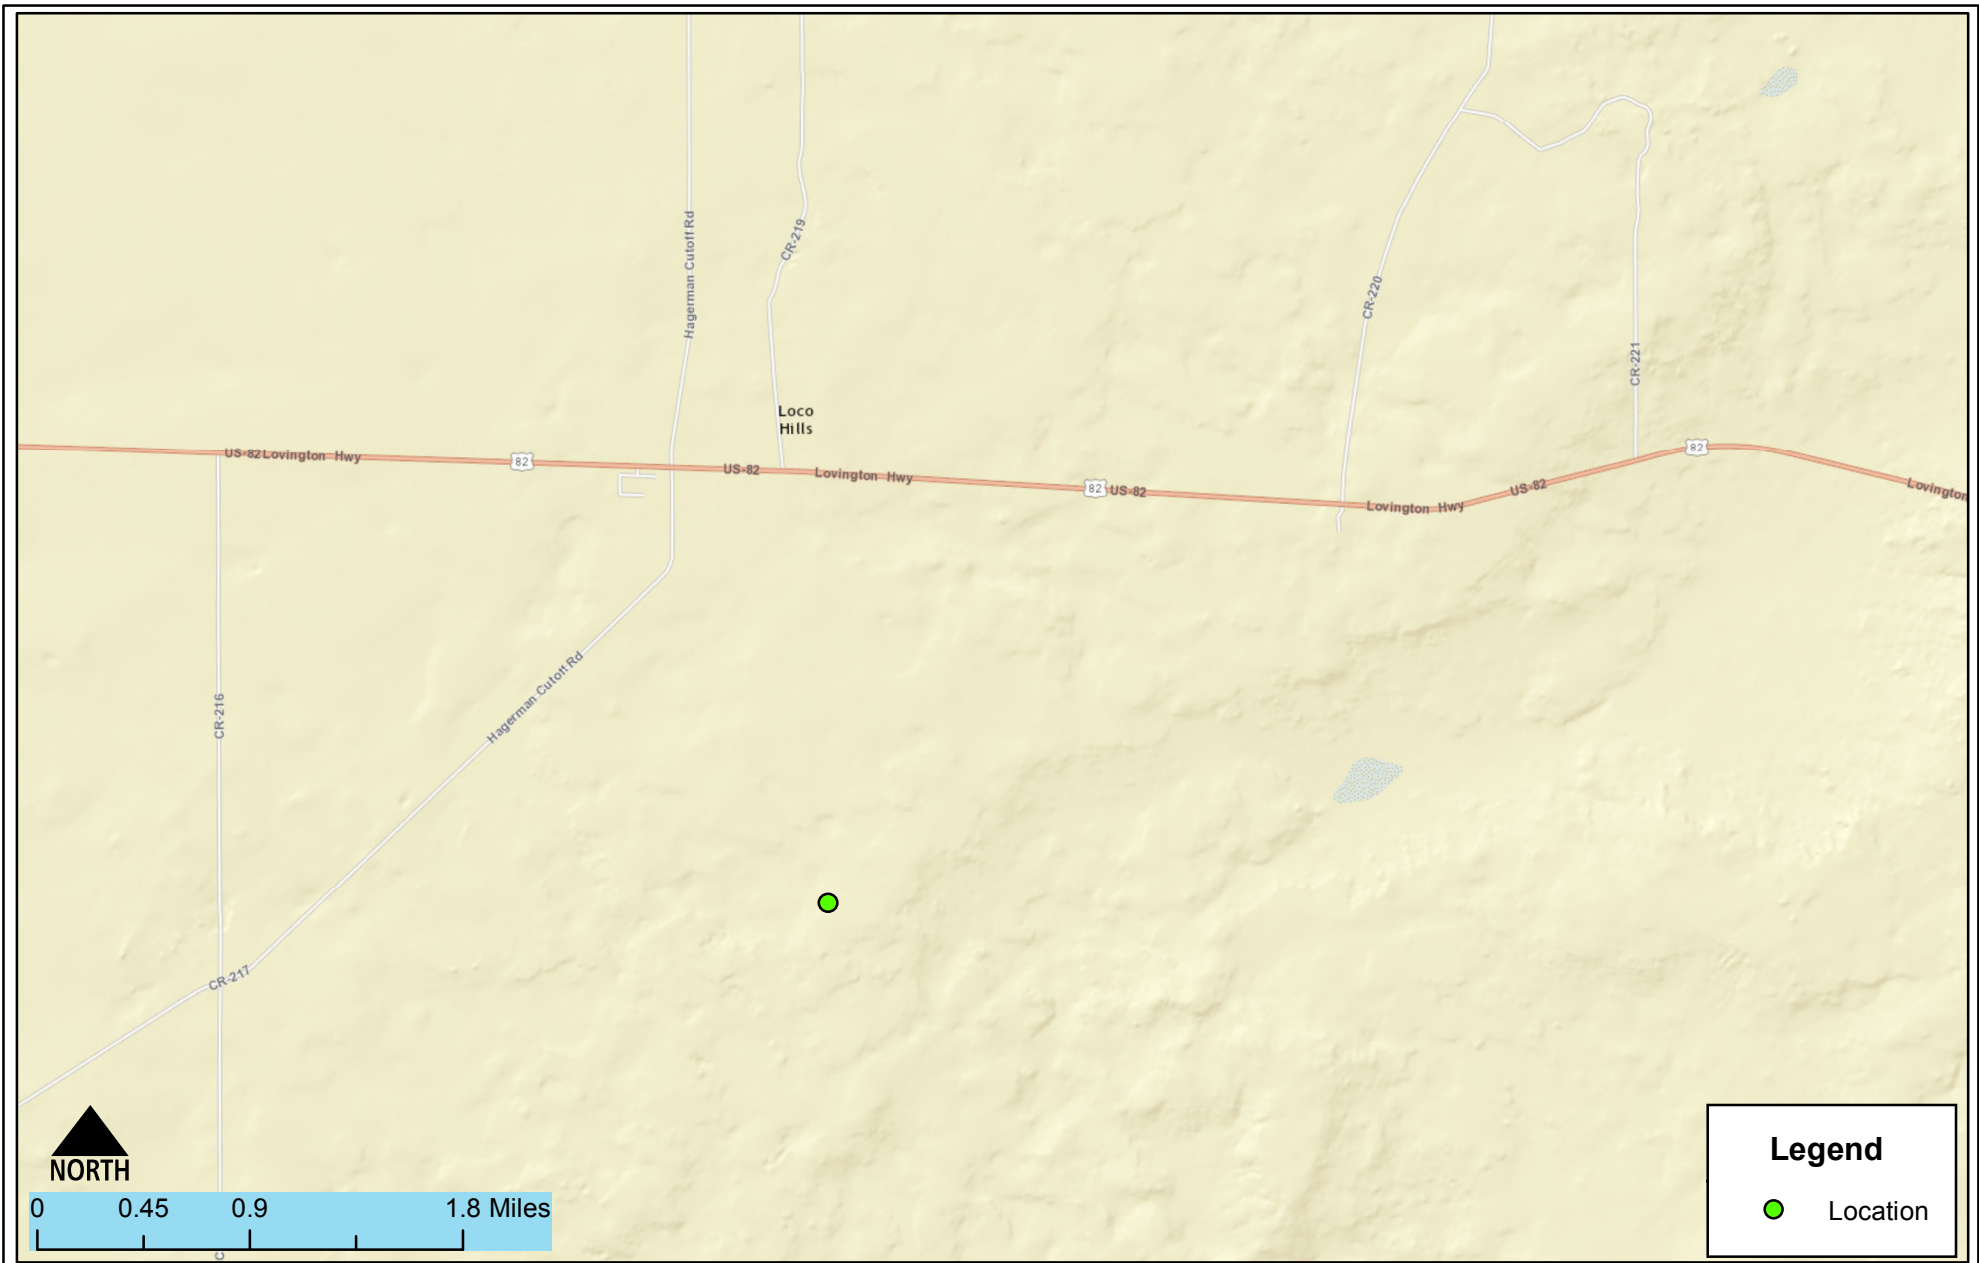 Hagerman Cutoff Rd
CR-219
CR-220
CR-221
Loco
Hills
US-82 Lovington Hwy
82
US-82
Lovington Hwy
82
US-82
Lovington Hwy
US-82
82
Lovington
CR-216
Hagerman Cutoff Rd
CR-217
C
NORTH
0
0.45
0.9
1.8 Miles
Legend
Location